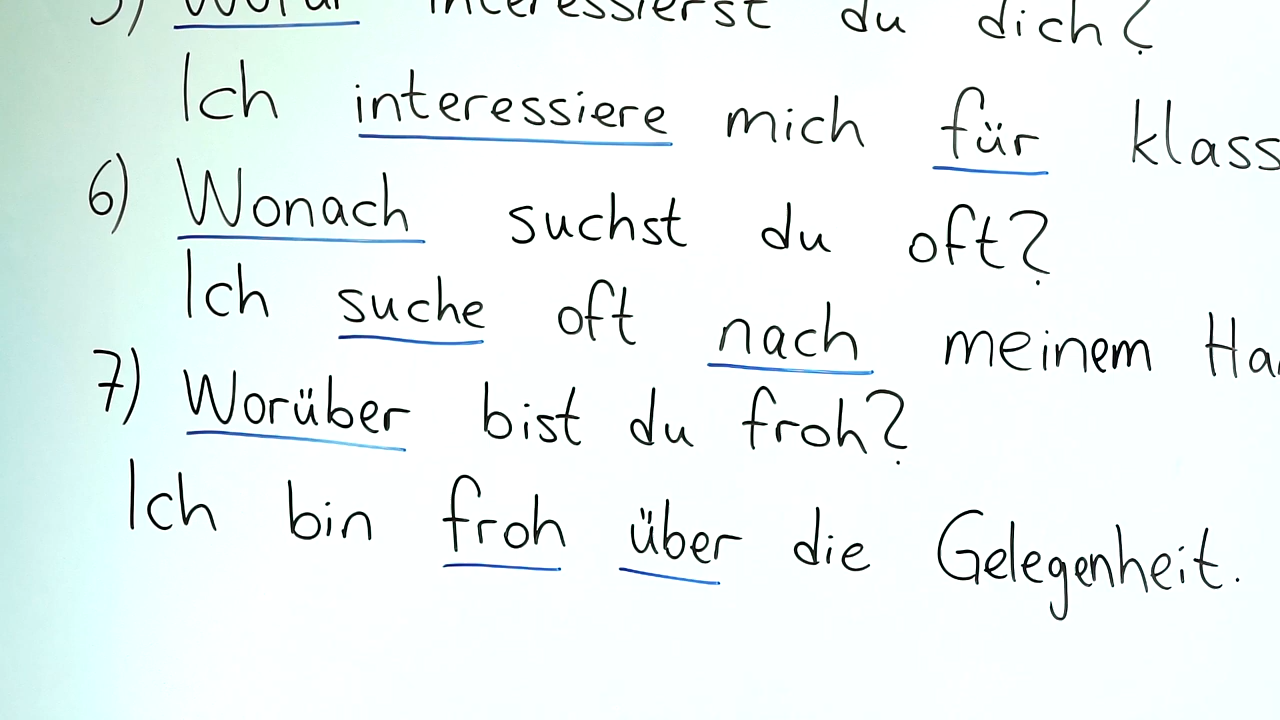 interessierst du dich?
Ich interessiere mich für klass
6) Wonach suchst du oft?
Ich suche oft nach meinem
7) Worüber bist du froh?
Ich bin froh über die Gelegenheit.